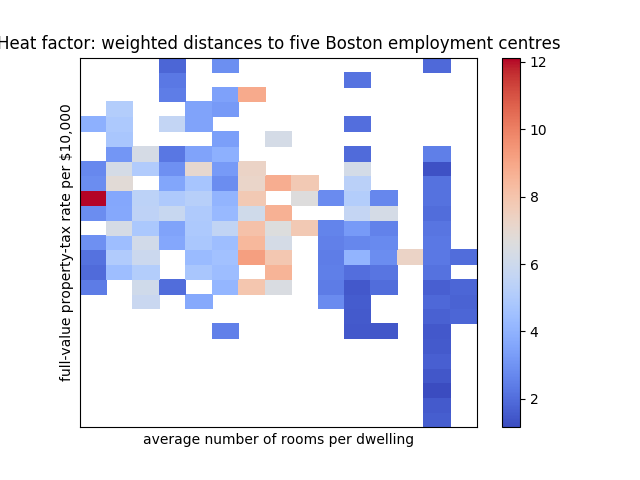 Heat factor: weighted distances to five Boston employment centres
full-value property-tax rate per $10,000
average number of rooms per dwelling
12
10
8
6
4
2